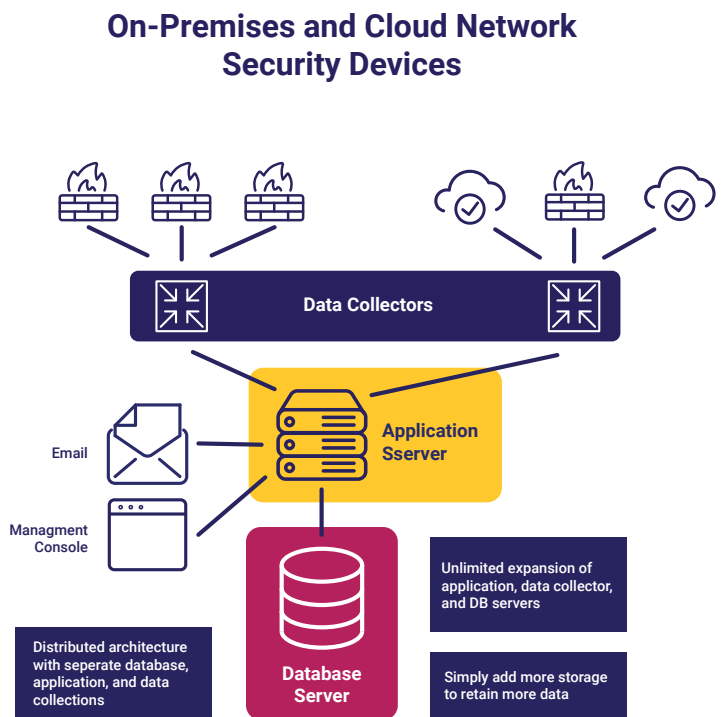 On-Premises and Cloud Network
Security Devices
Data Collectors
Application
Sserver
Email
Managment
Console
Unlimited expansion of
application, data collector,
and DB servers
Distributed architecture
with seperate database,
application, and data
collections
Database
Server
Simply add more storage
to retain more data